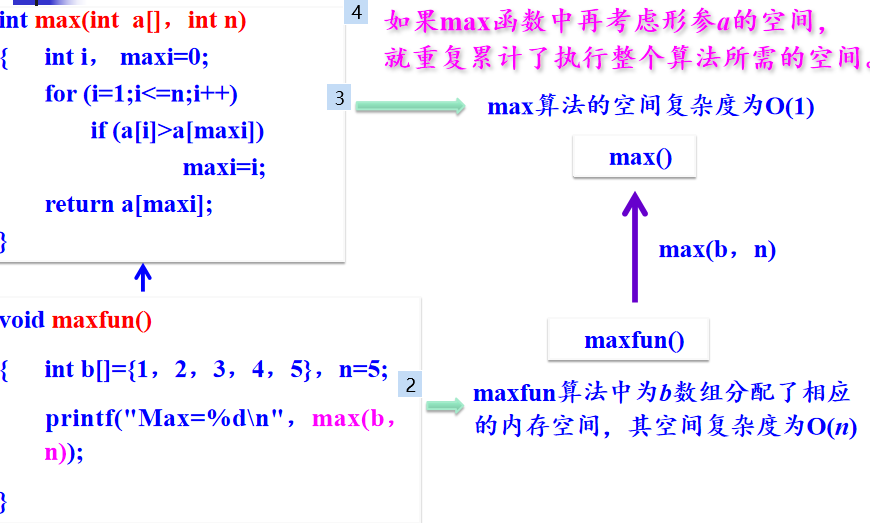 int max(int a[]，int n)
{ int i， maxi=0;
for (i=1;i<=n;i++)
if (a[i]>a[maxi])
maxi=i;
return a[maxi];
}
4
如果max函数中再考虑形参a的空间，
就重复累计了执行整个算法所需的空间。
3
max算法的空间复杂度为O(1)
max()
max(b，n)
maxfun()
void maxfun()
{ int b[]={1，2，3，4，5}，n=5;
printf("Max=%d\n"，max(b，
n));
}
2
maxfun算法中为b数组分配了相应
的内存空间，其空间复杂度为O(n)